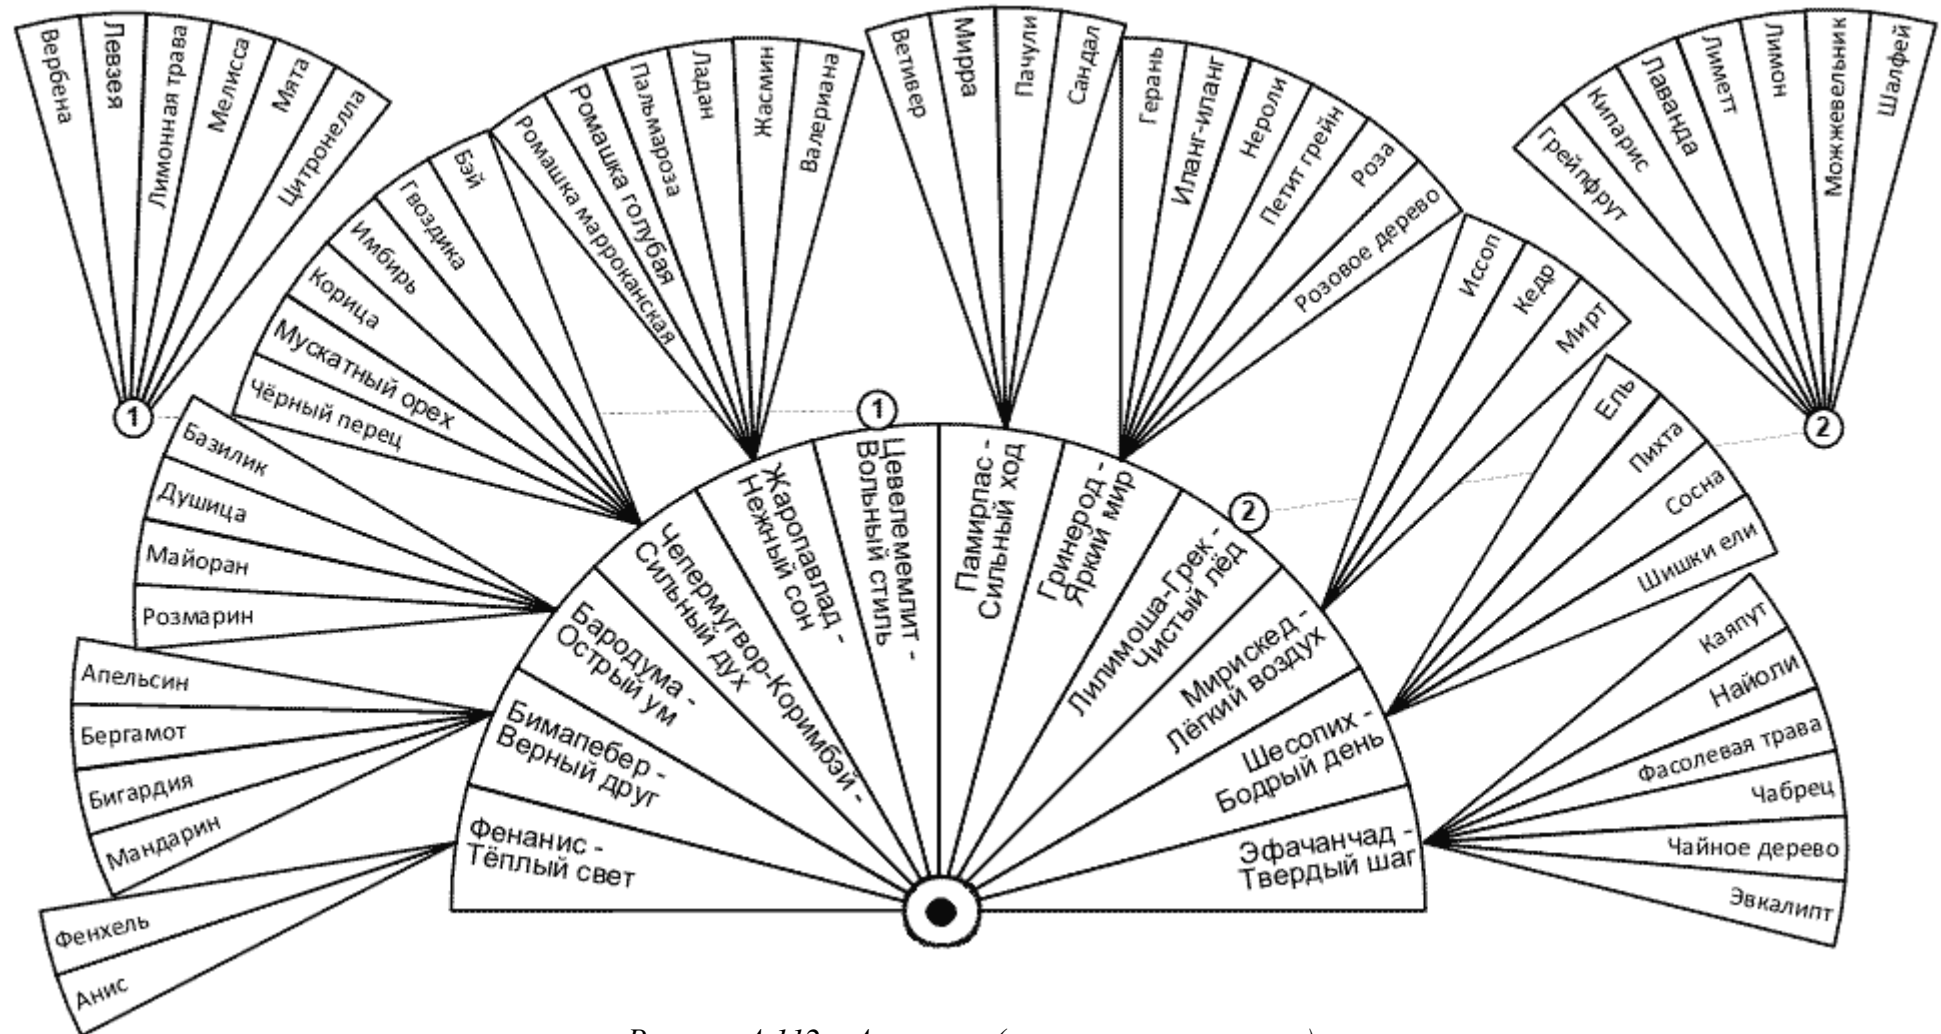 Вербена
Левзея
Лимонная трава
Мелисса
Мята
Цитронелла
1
Чёрный перец
Мускатный орех
Корица
Имбирь
Гвоздика
Бэй
Ромашка марроканская
Ромашка голубая
Пальмароза
Ладан
Жасмин
Валериана
Ветивер
Мирра
Пачули
Сандал
Герань
Иланг-иланг
Нероли
Петит грейн
Роза
Розовое дерево
Иссоп
Кедр
Мирт
Грейпфрут
Кипарис
Лаванда
Лиметт
Лимон
Можжевельник
Шалфей
2
Ель
Пихта
Сосна
Шишки ели
Каяпут
Найоли
Фасолевая трава
Чабрец
Чайное дерево
Эвкалипт
Базилик
Душица
Майоран
Розмарин
Апельсин
Бергамот
Бигардия
Мандарин
Фенхель
Анис
1
2
Фенанис -
Тёплый свет
Бимапебер -
Верный друг
Бародума -
Острый ум
Чепермугвор-Коримбэй -
Сильный дух
Жаропавлад -
Нежный сон
Цевелемемлит -
Вольный стиль
Памирпас -
Сильный ход
Гринерод -
Яркий мир
Лилимоша-Грек -
Чистый лёд
Мирискед -
Лёгкий воздух
Шесопих -
Бодрый день
Эфачанчад -
Твердый шаг